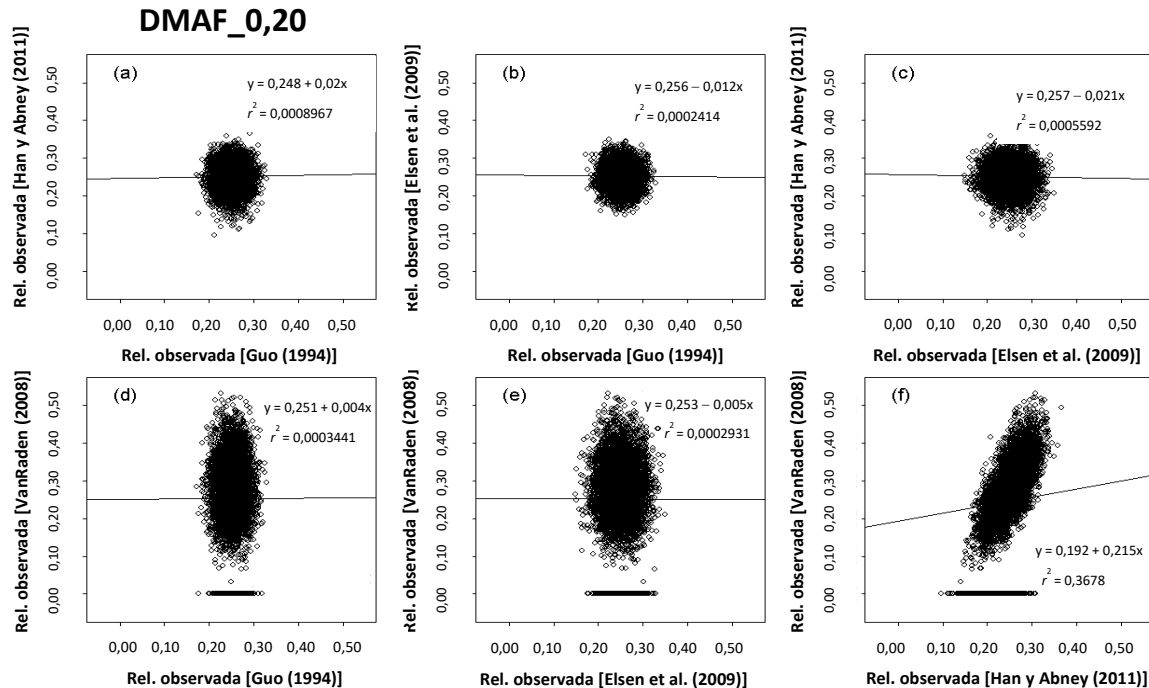 DMAF_0,20
Rel. observada [Han y Abney (2011)]
0,50
0,40
0,30
0,20
0,10
0,00
(a)
y = 0,248 + 0,02x
r² = 0,0008967
0,00 0,10 0,20 0,30 0,40 0,50
Rel. observada [Guo (1994)]
Rel. observada [Elsen et al. (2009)]
0,50
0,40
0,30
0,20
0,10
0,00
(b)
y = 0,256 – 0,012x
r² = 0,0002414
0,00 0,10 0,20 0,30 0,40 0,50
Rel. observada [Guo (1994)]
Rel. observada [Han y Abney (2011)]
0,50
0,40
0,30
0,20
0,10
0,00
(c)
y = 0,257 – 0,021x
r² = 0,0005592
0,00 0,10 0,20 0,30 0,40 0,50
Rel. observada [Elsen et al. (2009)]
Rel. observada [VanRaden (2008)]
0,50
0,40
0,30
0,20
0,10
0,00
(d)
y = 0,251 + 0,004x
r² = 0,0003441
0,00 0,10 0,20 0,30 0,40 0,50
Rel. observada [Guo (1994)]
Rel. observada [VanRaden (2008)]
0,50
0,40
0,30
0,20
0,10
0,00
(e)
y = 0,253 – 0,005x
r² = 0,0002931
0,00 0,10 0,20 0,30 0,40 0,50
Rel. observada [Elsen et al. (2009)]
Rel. observada [VanRaden (2008)]
0,50
0,40
0,30
0,20
0,10
0,00
(f)
y = 0,192 + 0,215x
r² = 0,3678
0,00 0,10 0,20 0,30 0,40 0,50
Rel. observada [Han y Abney (2011)]